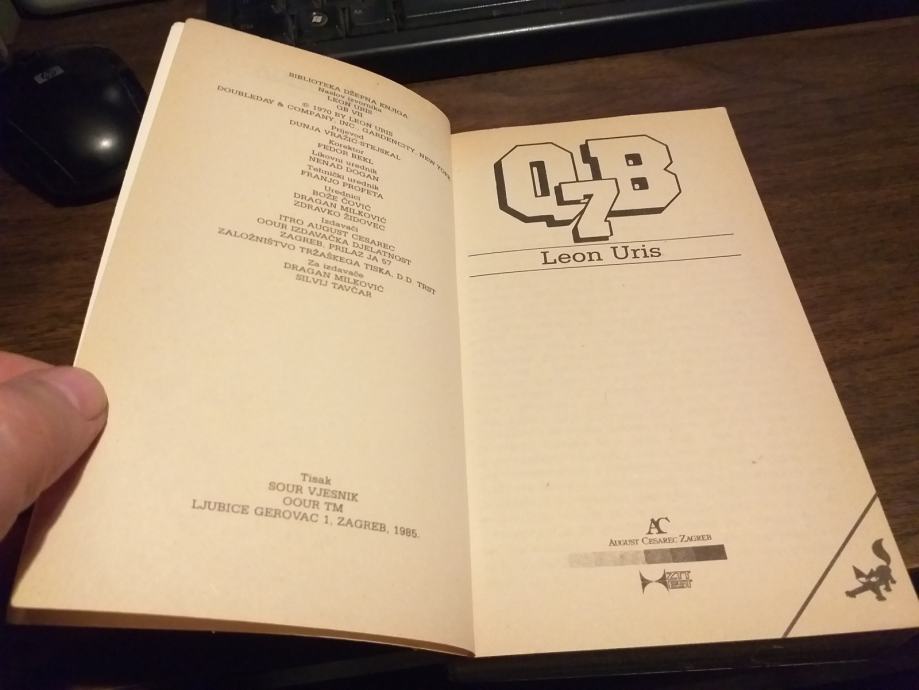 BIBLIOTEKA DŽEPNA KNJIGA
Naslov izvornika
LEON URIS
QB VII
© 1970 BY LEON URIS
DOUBLEDAY & COMPANY, INC., GARDENCITY, NEW YORK
Prijevod
DUNJA VRAŽIĆ-STEJSKAL
Korektor
FEDOR BEKL
Likovni urednik
NENAD DOGAN
Tehnički urednik
FRANJO PROFETA
Urednici
BOŽE ČOVIĆ
DRAGAN MILKOVIĆ
ZDRAVKO ŽIDOVEC
Izdavači
ITRO AUGUST CESAREC
OOUR IZDAVAČKA DJELATNOST
ZAGREB, PRILAZ JA 57
ZALOŽNIŠTVO TRŽAŠKEGA TISKA, D.D. TRST
Za izdavače
DRAGAN MILKOVIĆ
SILVIJ TAVČAR
Tisak
SOUR VJESNIK
OOUR TM
LJUBICE GEROVAC 1, ZAGREB, 1985.
QB
7
Leon Uris
AC
AUGUST CESAREC ZAGREB